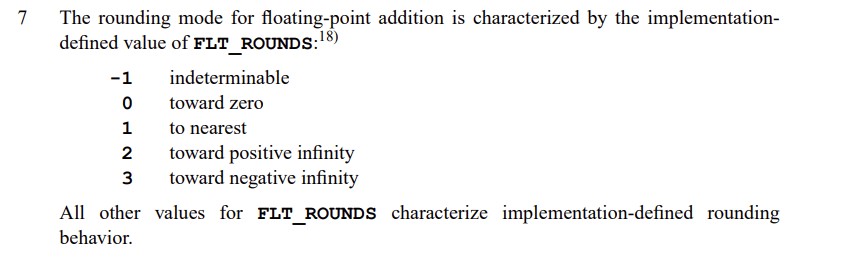 7 The rounding mode for floating-point addition is characterized by the implementation-
defined value of FLT_ROUNDS:18)
-1 indeterminable
0 toward zero
1 to nearest
2 toward positive infinity
3 toward negative infinity
All other values for FLT_ROUNDS characterize implementation-defined rounding
behavior.